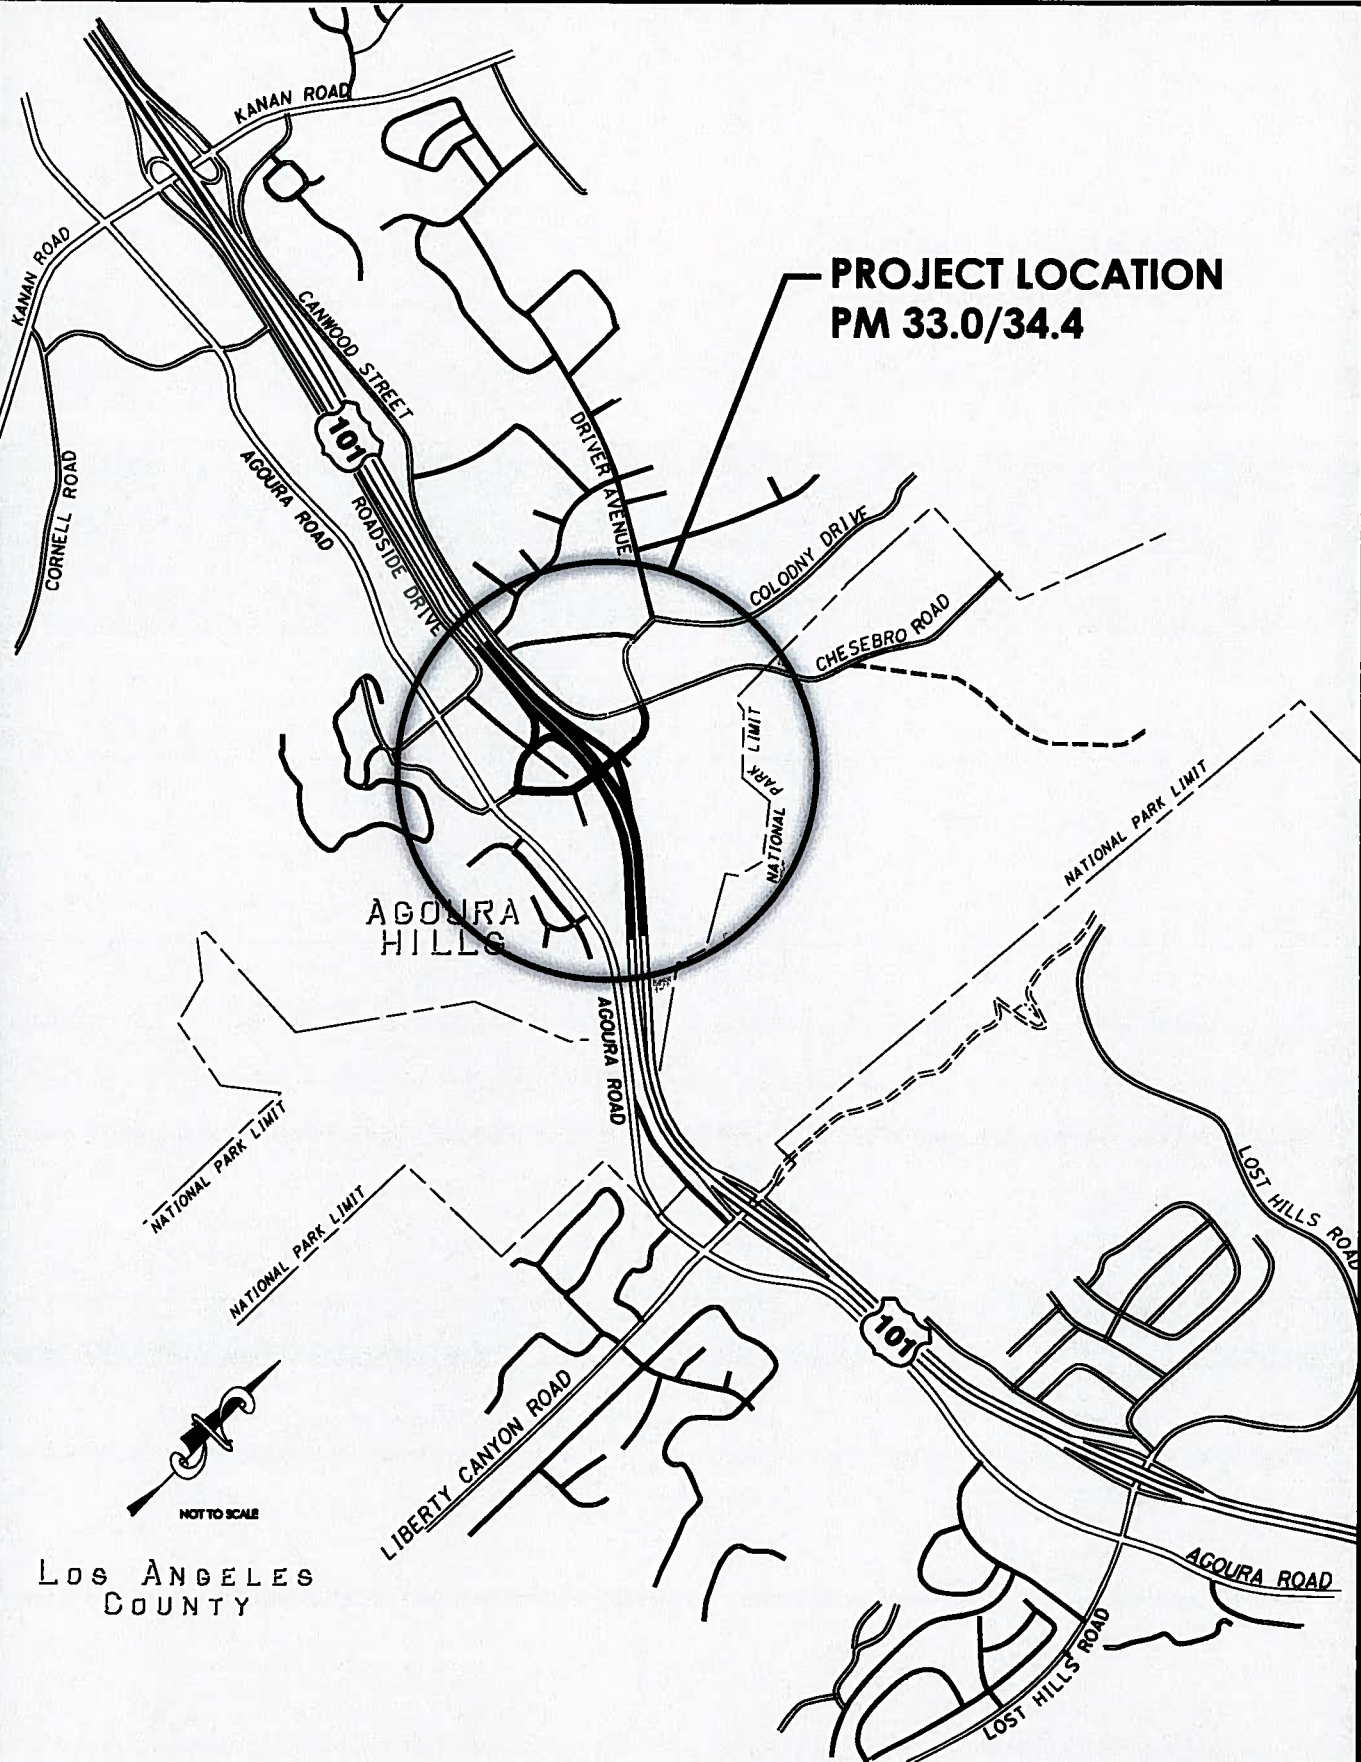 KANAN ROAD
KANAN ROAD
PROJECT LOCATION
PM 33.0/34.4
CANWOOD STREET
101
DRIVER AVENUE
AGOURA ROAD
ROADSIDE DRIVE
CORNELL ROAD
COLODNY DRIVE
CHESEBRO ROAD
NATIONAL PARK LIMIT
NATIONAL PARK LIMIT
AGOURA
HILLS
AGOURA ROAD
NATIONAL PARK LIMIT
NATIONAL PARK LIMIT
LOST HILLS ROAD
101
LIBERTY CANYON ROAD
NOT TO SCALE
LOS ANGELES
COUNTY
AGOURA ROAD
LOST HILLS ROAD